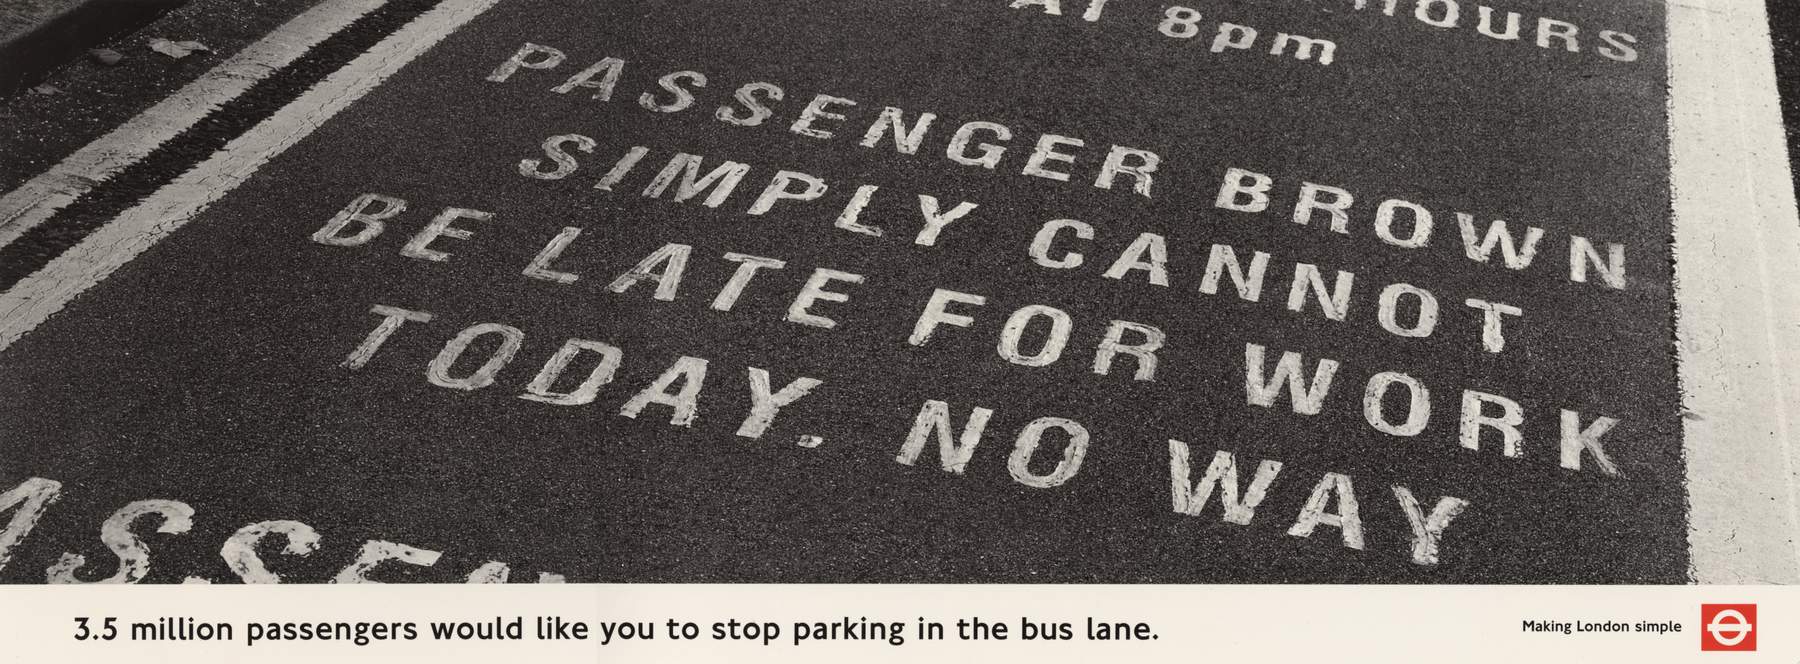 HOURS
AT 8pm
PASSENGER BROWN
SIMPLY CANNOT
BE LATE FOR WORK
TODAY. NO WAY
3.5 million passengers would like you to stop parking in the bus lane.
Making London simple